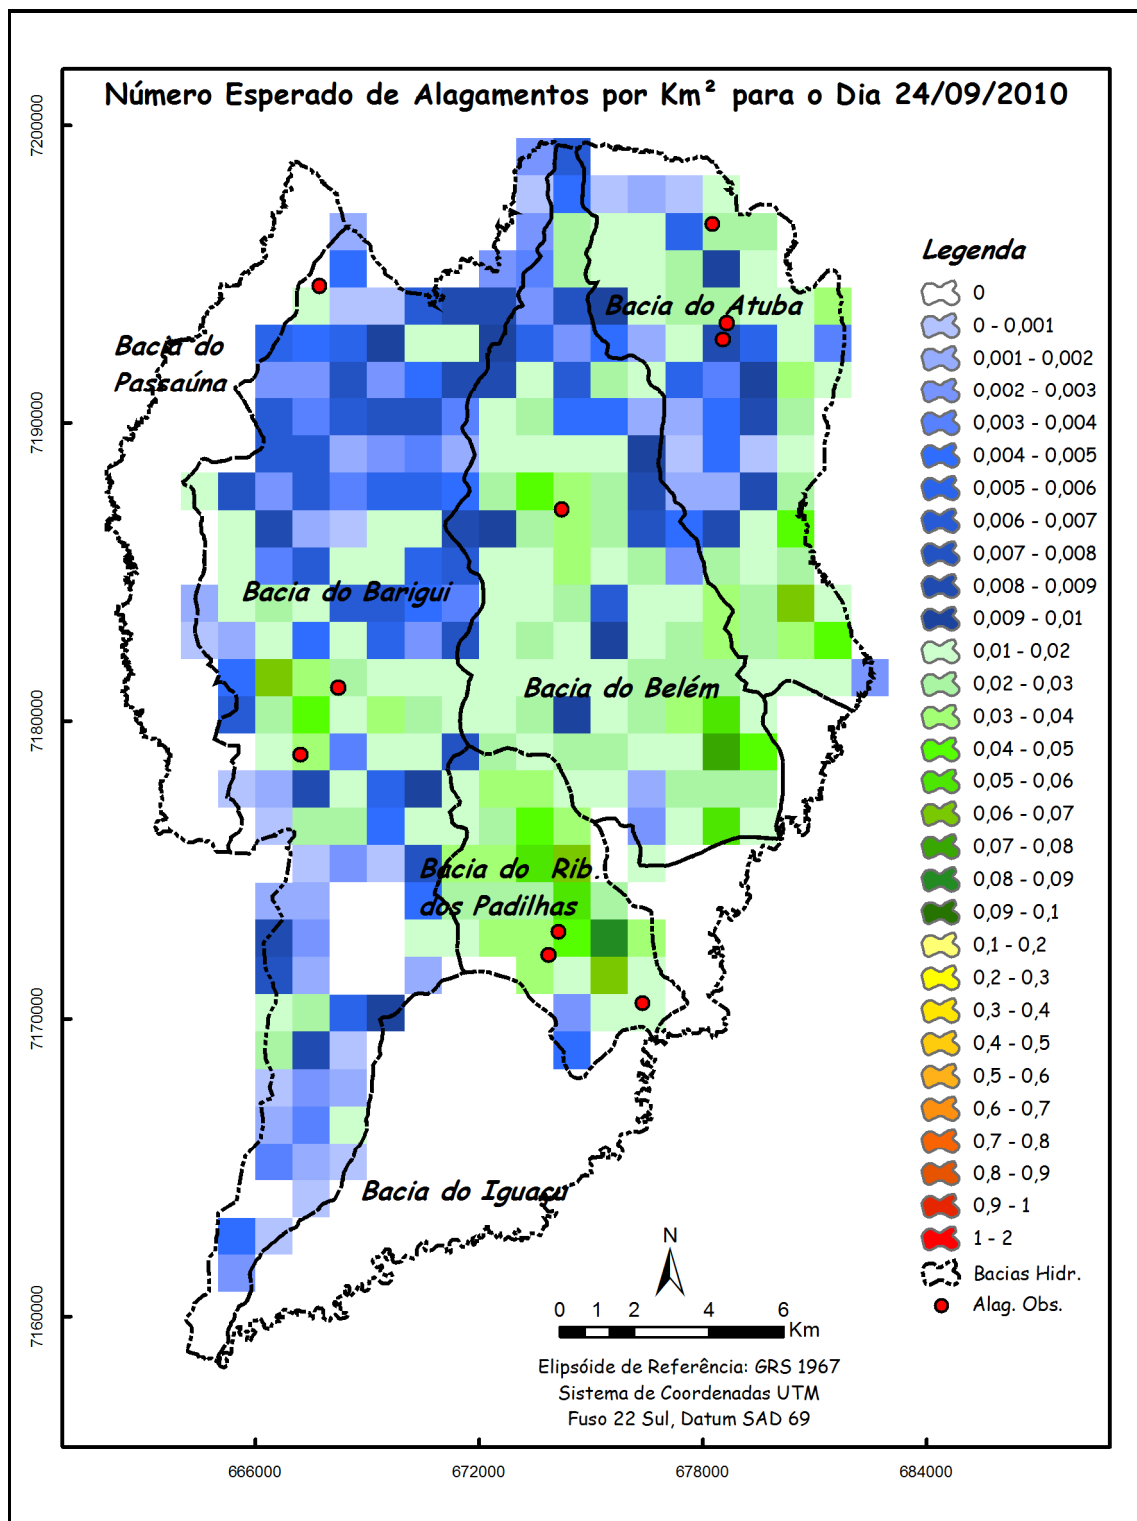 Número Esperado de Alagamentos por Km² para o Dia 24/09/2010
7200000
7190000
7180000
7170000
7160000
Bacia do
Passaúna
Bacia do Atuba
Bacia do Barigui
Bacia do Belém
Bacia do Rib.
dos Padilhas
Bacia do Iguaçu
Legenda
0
0 - 0,001
0,001 - 0,002
0,002 - 0,003
0,003 - 0,004
0,004 - 0,005
0,005 - 0,006
0,006 - 0,007
0,007 - 0,008
0,008 - 0,009
0,009 - 0,01
0,01 - 0,02
0,02 - 0,03
0,03 - 0,04
0,04 - 0,05
0,05 - 0,06
0,06 - 0,07
0,07 - 0,08
0,08 - 0,09
0,09 - 0,1
0,1 - 0,2
0,2 - 0,3
0,3 - 0,4
0,4 - 0,5
0,5 - 0,6
0,6 - 0,7
0,7 - 0,8
0,8 - 0,9
0,9 - 1
1 - 2
Bacias Hidr.
Alag. Obs.
N
0 1 2 4 6
Km
Elipsóide de Referência: GRS 1967
Sistema de Coordenadas UTM
Fuso 22 Sul, Datum SAD 69
666000 672000 678000 684000